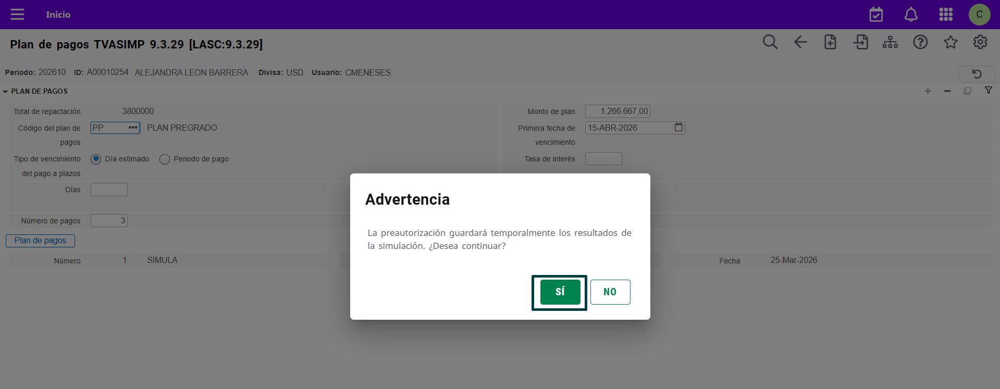 Inicio
C
Plan de pagos TVASIMP 9.3.29 [LASC:9.3.29]
Periodo: 202610 ID: A00010254 ALEJANDRA LEON BARRERA Divisa: USD Usuario: CMENESES
PLAN DE PAGOS
Total de repactación 3800000 Monto de plan 1.266.667,00
Código del plan de pagos PP ••• PLAN PREGRADO Primera fecha de vencimiento 15-ABR-2026
Tipo de vencimiento del pago a plazos Día estimado Periodo de pago Tasa de interés
Días
Número de pagos 3
Plan de pagos
Número 1 SIMULA Fecha 25-Mar-2026
Advertencia
La preautorización guardará temporalmente los resultados de
la simulación. ¿Desea continuar?
SÍ NO